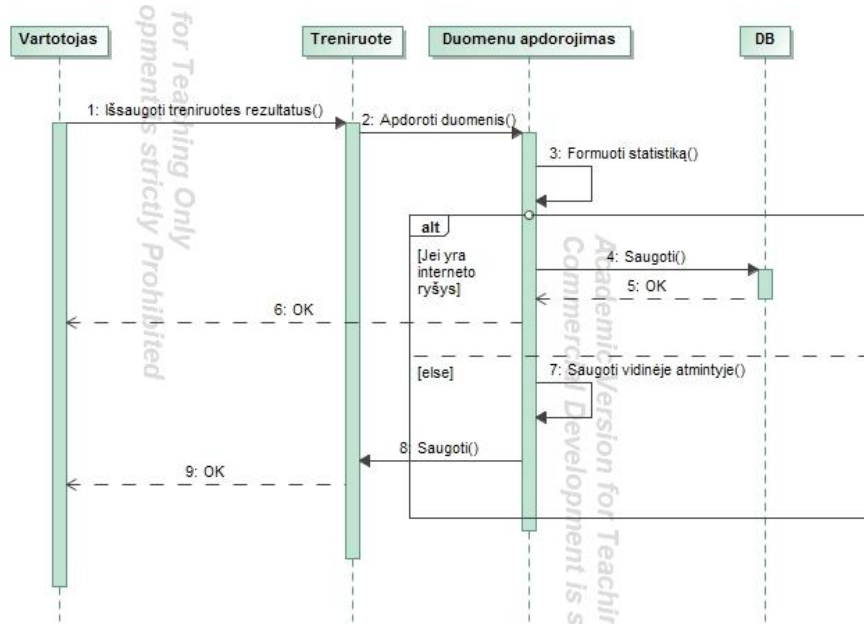 Vartotojas
Treniruote
Duomenu apdorojimas
DB
1: Išsaugoti treniruotes rezultatus()
2: Apdoroti duomenis()
3: Formuoti statistiką()
alt
[Jei yra
interneto
ryšys]
4: Saugoti()
5: OK
6: OK
[else]
7: Saugoti vidinėje atmintyje()
8: Saugoti()
9: OK
for Teaching Only
opment is strictly Prohibited
Academic Version for Teachin
Commercial Development is s